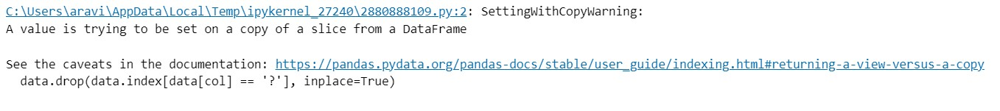 C:\Users\aravi\AppData\Local\Temp\ipykernel_27240\2880888109.py:2: SettingWithCopyWarning:
A value is trying to be set on a copy of a slice from a DataFrame

See the caveats in the documentation: https://pandas.pydata.org/pandas-docs/stable/user_guide/indexing.html#returning-a-view-versus-a-copy
  data.drop(data.index[data[col] == '?'], inplace=True)